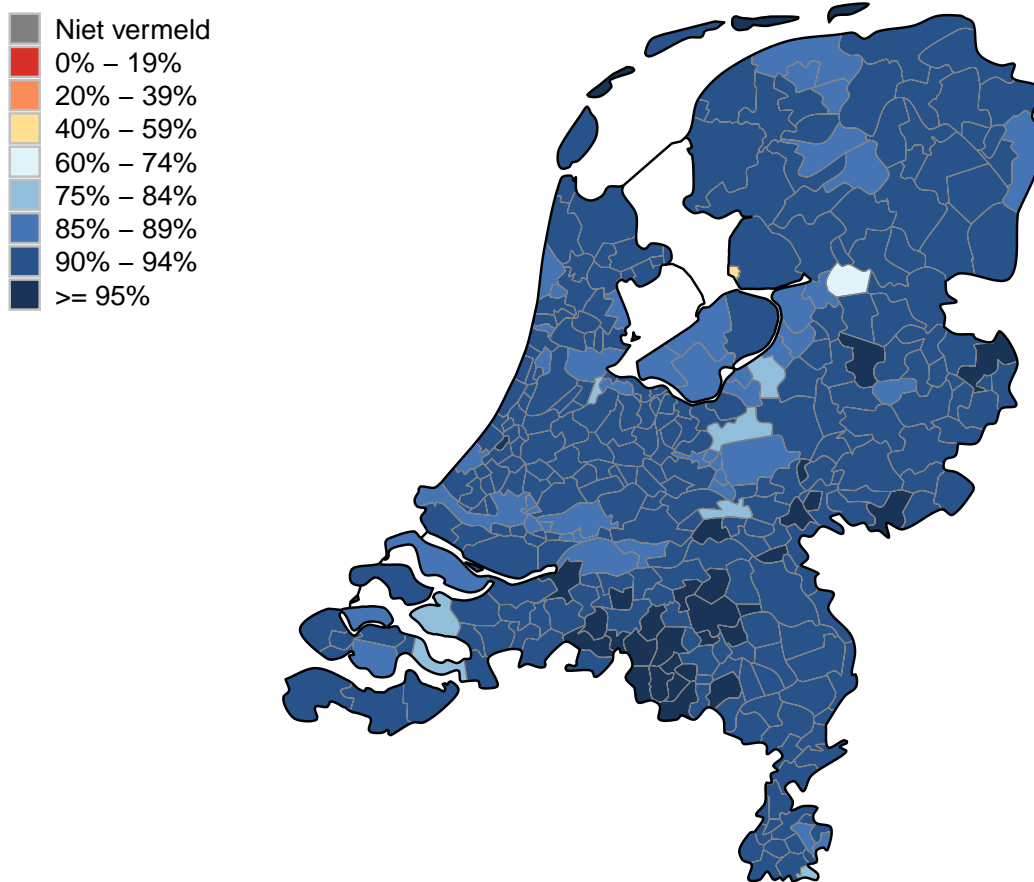 Niet vermeld
0% – 19%
20% – 39%
40% – 59%
60% – 74%
75% – 84%
85% – 89%
90% – 94%
>= 95%